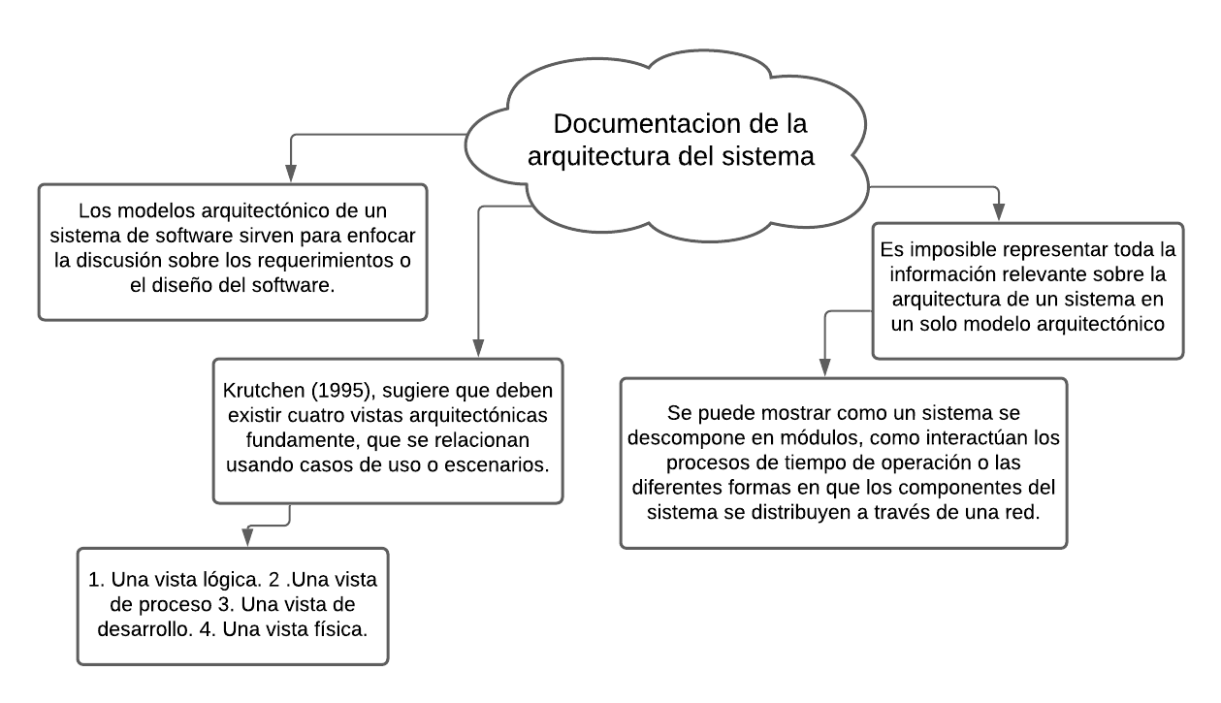 Documentacion de la
arquitectura del sistema
Los modelos arquitectónico de un
sistema de software sirven para enfocar
la discusión sobre los requerimientos o
el diseño del software.
Es imposible representar toda la
información relevante sobre la
arquitectura de un sistema en
un solo modelo arquitectónico
Krutchen (1995), sugiere que deben
existir cuatro vistas arquitectónicas
fundamente, que se relacionan
usando casos de uso o escenarios.
Se puede mostrar como un sistema se
descompone en módulos, como interactúan los
procesos de tiempo de operación o las
diferentes formas en que los componentes del
sistema se distribuyen a través de una red.
1. Una vista lógica. 2 .Una vista
de proceso 3. Una vista de
desarrollo. 4. Una vista física.